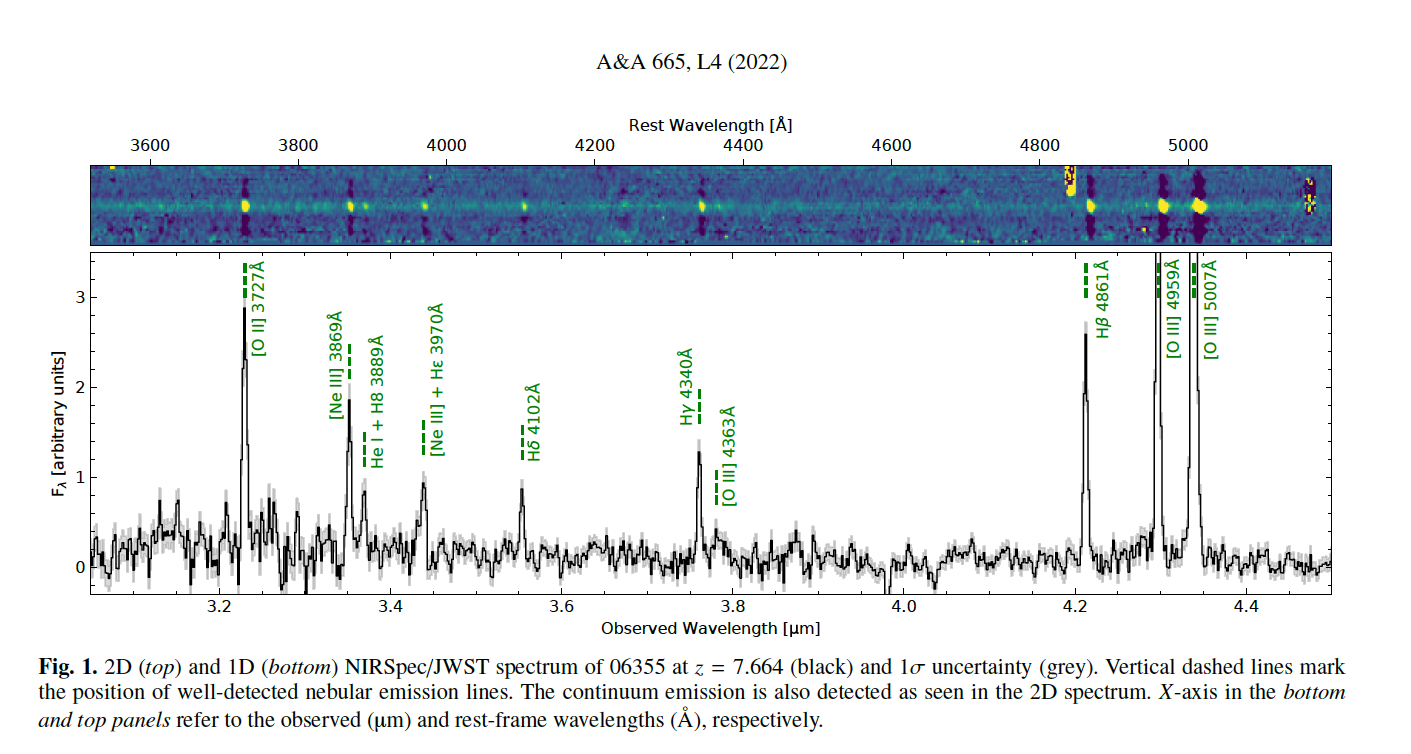 A&A 665, L4 (2022)
Rest Wavelength [Å]
3600 3800 4000 4200 4400 4600 4800 5000
[O II] 3727Å
[Ne III] 3869Å
He I + H8 3889Å
[Ne III] + Hε 3970Å
Hδ 4102Å
Hγ 4340Å
[O III] 4363Å
Hβ 4861Å
[O III] 4959Å
[O III] 5007Å
Fλ [arbitrary units]
3
2
1
0
3.2 3.4 3.6 3.8 4.0 4.2 4.4
Observed Wavelength [μm]
Fig. 1. 2D (top) and 1D (bottom) NIRSpec/JWST spectrum of 06355 at z = 7.664 (black) and 1σ uncertainty (grey). Vertical dashed lines mark
the position of well-detected nebular emission lines. The continuum emission is also detected as seen in the 2D spectrum. X-axis in the bottom
and top panels refer to the observed (μm) and rest-frame wavelengths (Å), respectively.